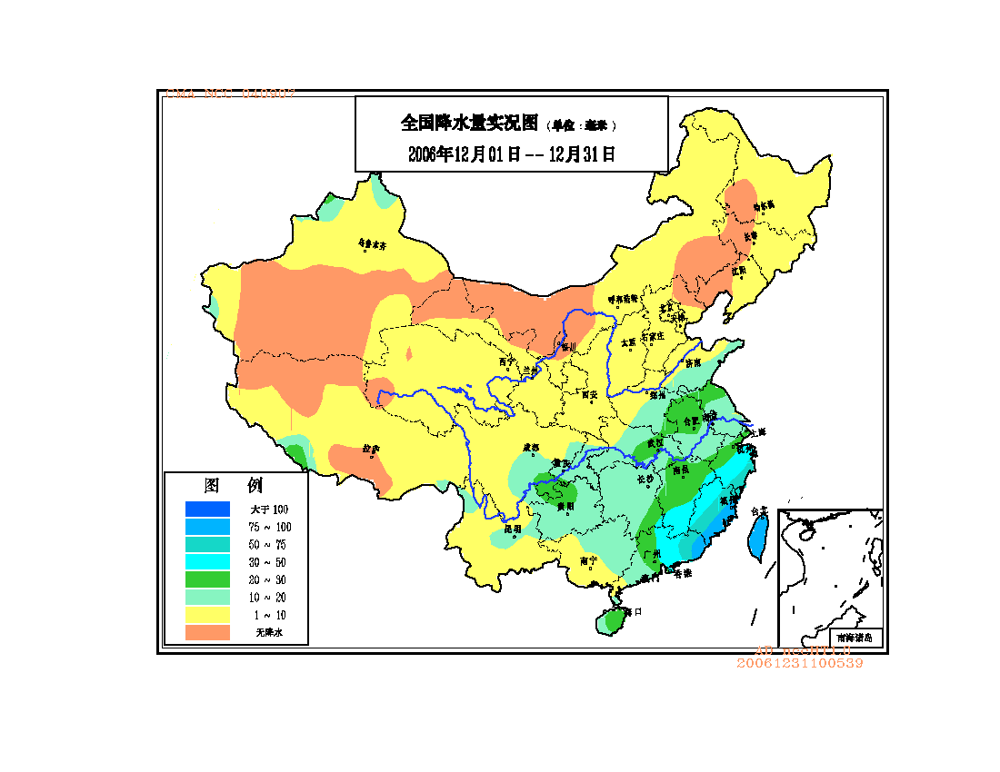 CMA NCC 040902
全国降水量实况图（单位：毫米）
2006年12月01日--12月31日
哈尔滨
长春
乌鲁木齐
沈阳
呼和浩特
北京
天津
石家庄
太原
银川
西宁
济南
兰州
西安
郑州
合肥
南京
上海
拉萨
成都
武汉
杭州
重庆
南昌
长沙
图 例
贵阳
福州
台北
大于 100
75 ~ 100
昆明
50 ~ 75
30 ~ 50
广州
南宁
20 ~ 30
澳门
香港
10 ~ 20
海口
1 ~ 10
无降水
南海诸岛
20061231100539